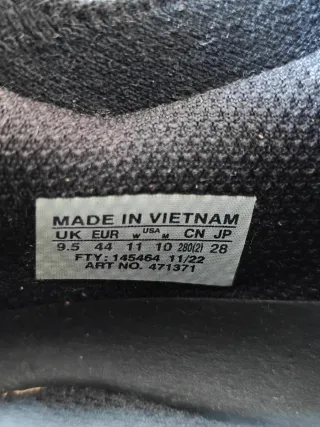 MADE IN VIETNAM
UK EUR W USA M CN JP
9.5 44 11 10 280(2) 28
FTY: 145464 11/22
ART NO. 471371